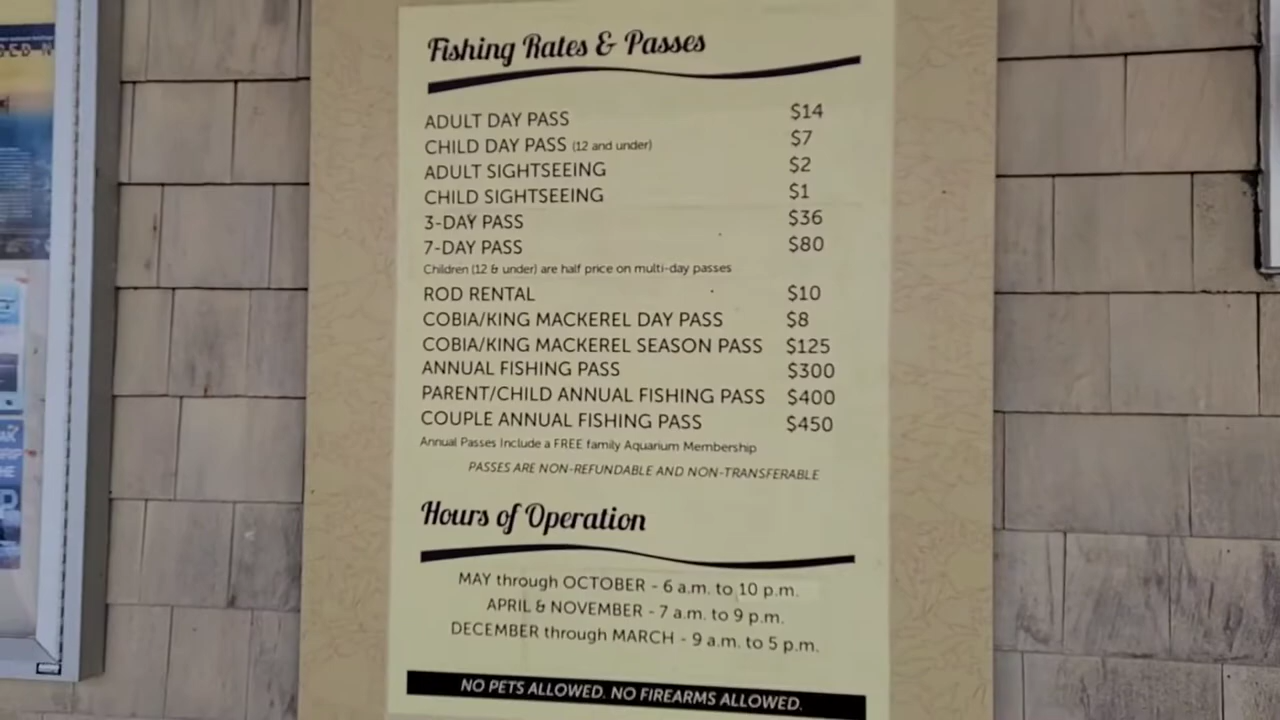 Fishing Rates & Passes
ADULT DAY PASS $14
CHILD DAY PASS (12 and under) $7
ADULT SIGHTSEEING $2
CHILD SIGHTSEEING $1
3-DAY PASS $36
7-DAY PASS $80
Children (12 & under) are half price on multi-day passes
ROD RENTAL $10
COBIA/KING MACKEREL DAY PASS $8
COBIA/KING MACKEREL SEASON PASS $125
ANNUAL FISHING PASS $300
PARENT/CHILD ANNUAL FISHING PASS $400
COUPLE ANNUAL FISHING PASS $450
Annual Passes Include a FREE family Aquarium Membership
PASSES ARE NON-REFUNDABLE AND NON-TRANSFERABLE
Hours of Operation
MAY through OCTOBER - 6 a.m. to 10 p.m.
APRIL & NOVEMBER - 7 a.m. to 9 p.m.
DECEMBER through MARCH - 9 a.m. to 5 p.m.
NO PETS ALLOWED. NO FIREARMS ALLOWED.